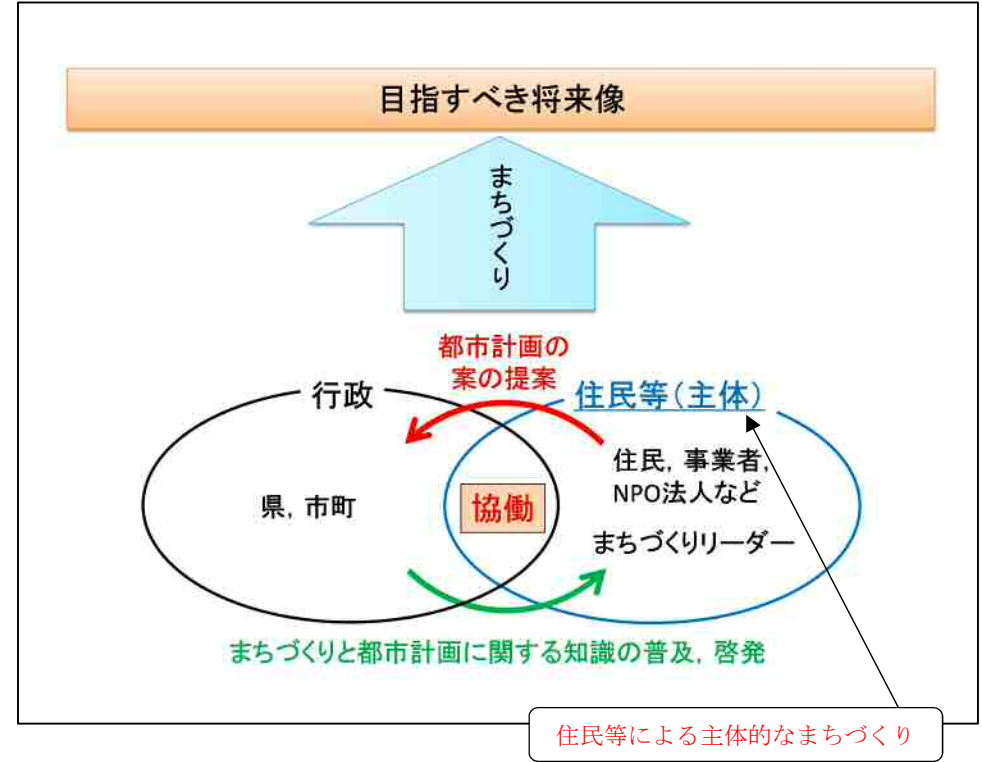 目指すべき将来像
まちづくり
都市計画の
案の提案
行政
住民等(主体)
県, 市町
協働
住民, 事業者,
NPO法人など
まちづくりリーダー
まちづくりと都市計画に関する知識の普及, 啓発
住民等による主体的なまちづくり